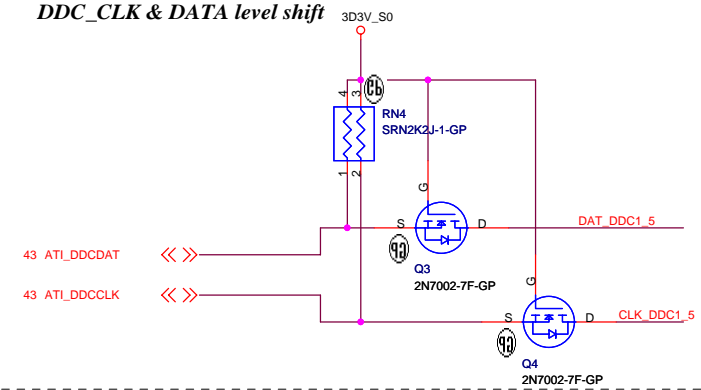 DDC_CLK & DATA level shift
3D3V_S0
4 3
RN4
SRN2K2J-1-GP
1 2
G
S D
DAT_DDC1_5
43 ATI_DDCDAT
Q3
2N7002-7F-GP
G
43 ATI_DDCCLK
S D
CLK_DDC1_5
Q4
2N7002-7F-GP